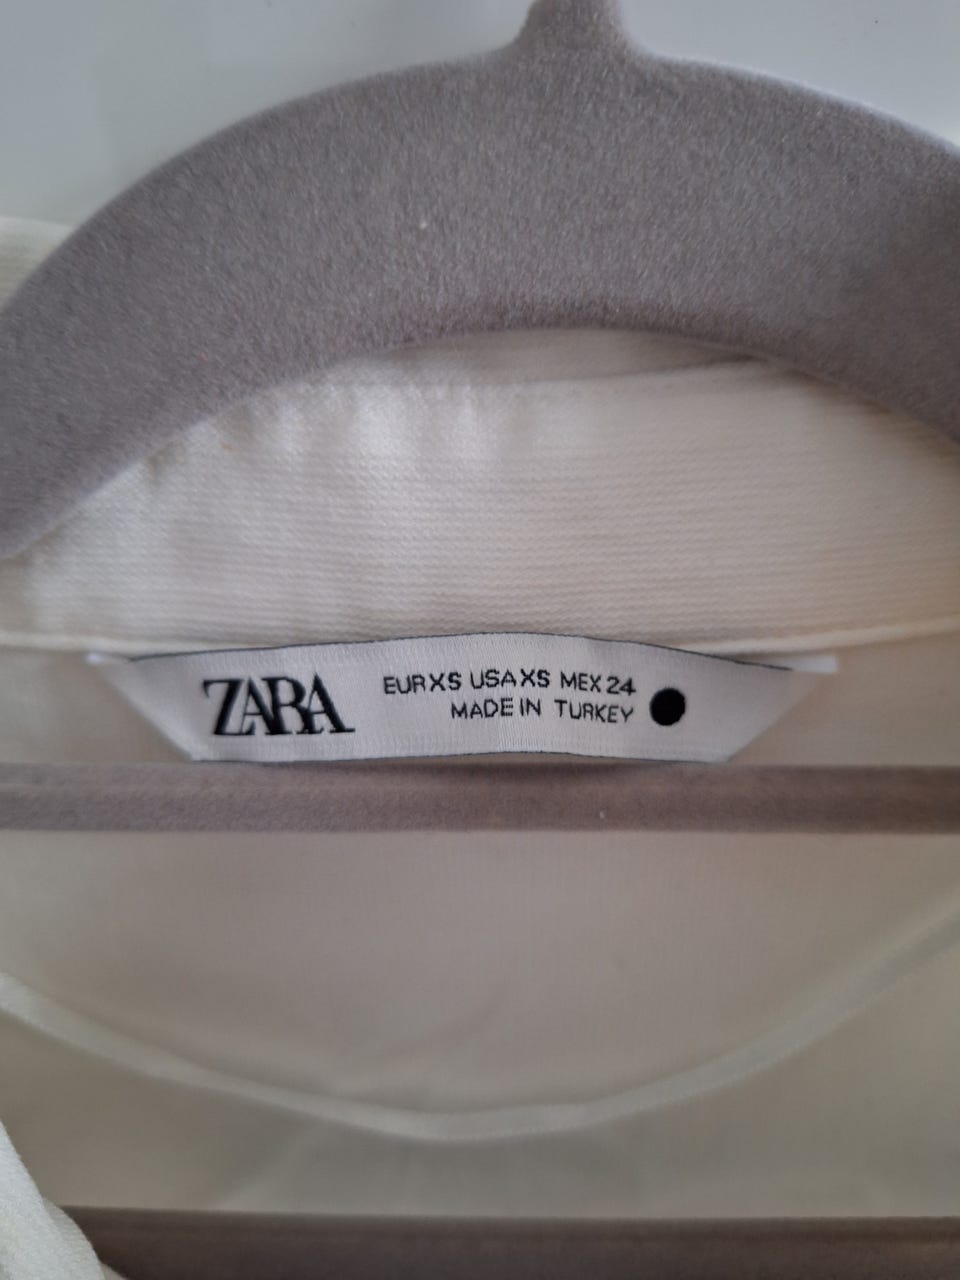 ZARA
EUR XS USA XS MEX 24
MADE IN TURKEY